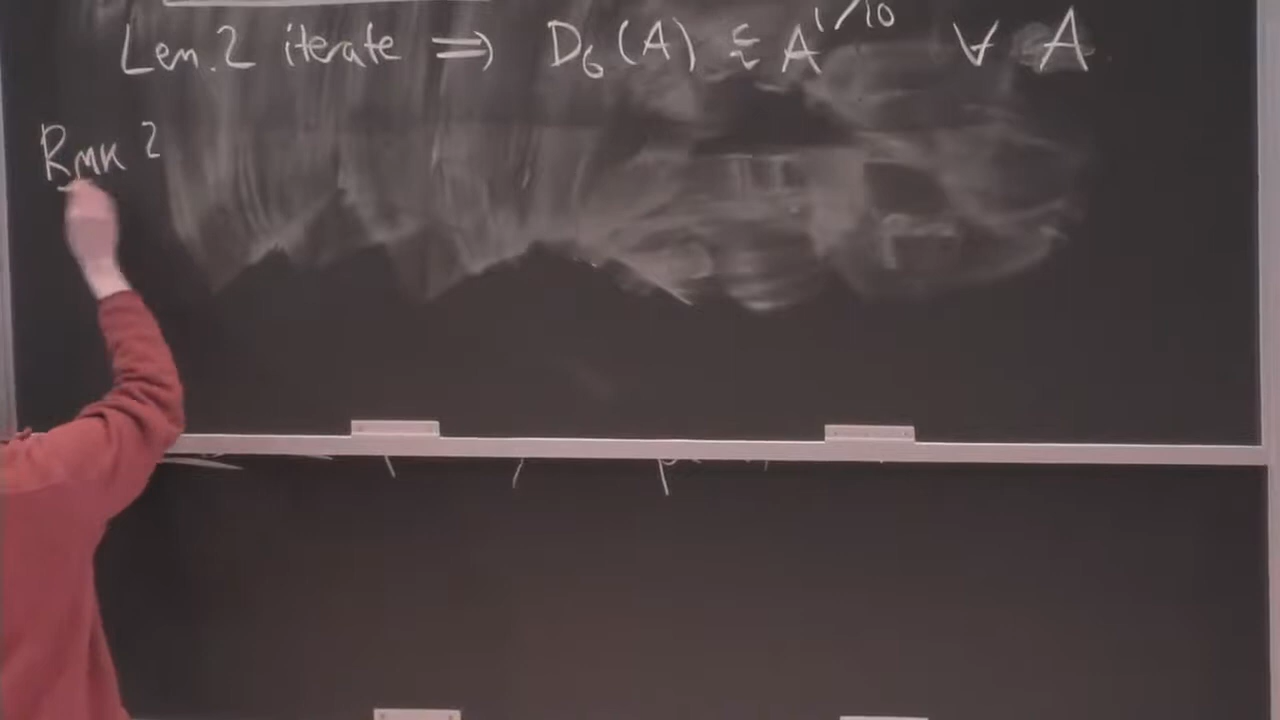 Lem. 2 iterate ⇒ D₆(A) ≲ A^{1/10} ∀ A
Rmk 2